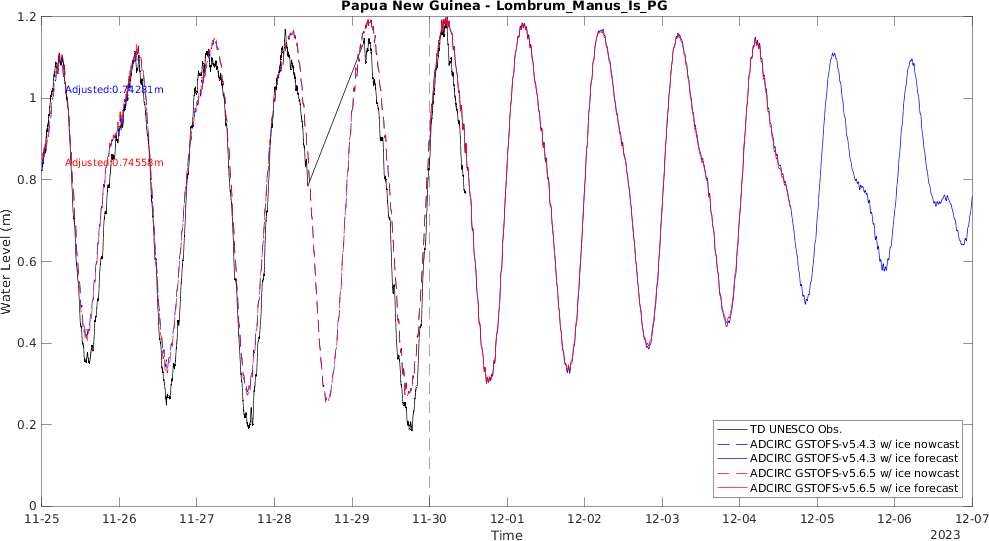 Papua New Guinea - Lombrum_Manus_Is_PG
Water Level (m)
1.2
1
0.8
0.6
0.4
0.2
0
Adjusted:0.74281m
Adjusted:0.74558m
TD UNESCO Obs.
ADCIRC GSTOFS-v5.4.3 w/ ice nowcast
ADCIRC GSTOFS-v5.4.3 w/ ice forecast
ADCIRC GSTOFS-v5.6.5 w/ ice nowcast
ADCIRC GSTOFS-v5.6.5 w/ ice forecast
11-25 11-26 11-27 11-28 11-29 11-30 12-01 12-02 12-03 12-04 12-05 12-06 12-07
Time
2023